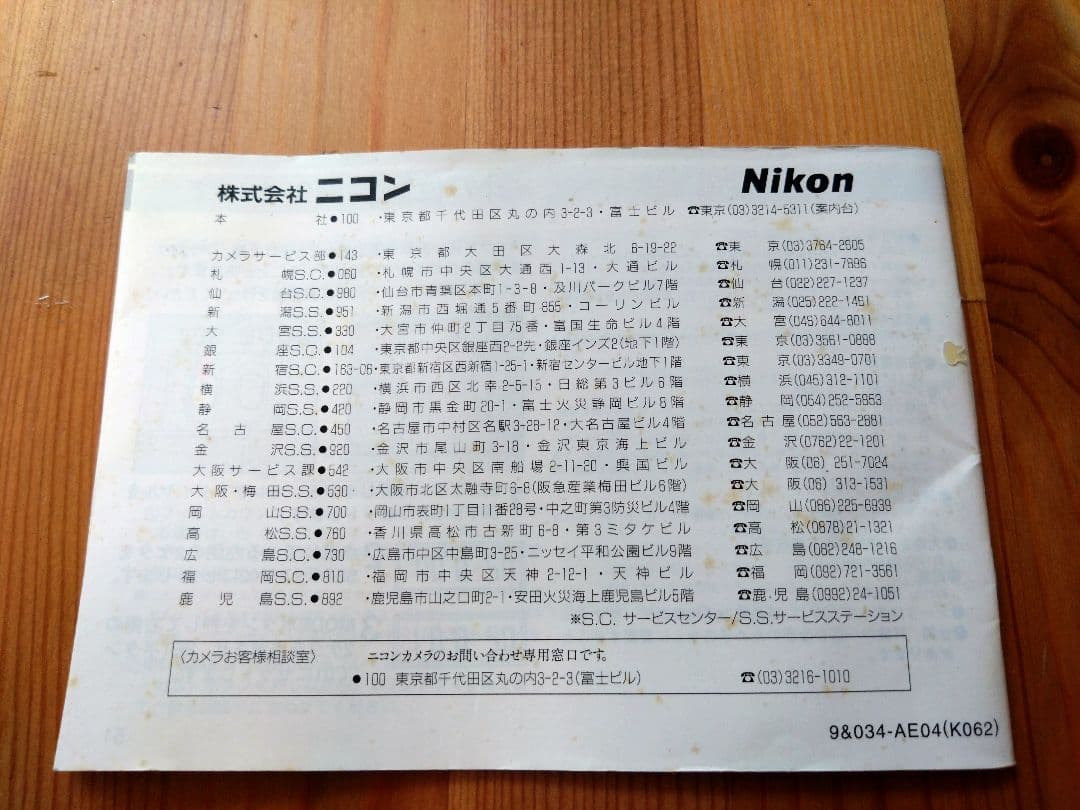 株式会社 ニコン Nikon
本社●100・東京都千代田区丸の内3-2-3・富士ビル ☎東京(03)3214-5311(案内台)
カメラサービス部●143・東京都大田区大森北6-19-22 ☎東京(03)3764-2505
札幌S.C.●060・札幌市中央区大通西1-13・大通ビル ☎札幌(011)231-7896
仙台S.C.●980・仙台市青葉区本町1-3-8・及川パークビル7階 ☎仙台(022)227-1237
新潟S.S.●951・新潟市西堀通5番町855・コーリンビル ☎新潟(025)222-1451
大宮S.S.●330・大宮市仲町2丁目75番・富国生命ビル4階 ☎大宮(048)644-8011
銀座S.C.●104・東京都中央区銀座西2-2先・銀座インズ2(地下1階) ☎東京(03)3561-0898
新宿S.C.●163-06・東京都新宿区西新宿1-25-1・新宿センタービル地下1階 ☎東京(03)3349-0701
横浜S.S.●220・横浜市西区北幸2-5-15・日総第3ビル6階 ☎横浜(045)312-1101
静岡S.S.●420・静岡市黒金町20-1・富士火災静岡ビル8階 ☎静岡(054)252-5953
名古屋S.C.●450・名古屋市中村区名駅3-28-12・大名古屋ビル4階 ☎名古屋(052)563-2981
金沢S.S.●920・金沢市尾山町3-18・金沢東京海上ビル ☎金沢(0762)22-1201
大阪サービス課●542・大阪市中央区南船場2-11-20・興国ビル ☎大阪(06)251-7024
大阪・梅田S.S.●530・大阪市北区太融寺町6-8(阪急産業梅田ビル6階) ☎大阪(06)313-1531
岡山S.S.●700・岡山市表町1丁目11番28号・中之町第3防災ビル4階 ☎岡山(086)225-6939
高松S.S.●760・香川県高松市古新町6-8・第3ミタケビル ☎高松(0878)21-1321
広島S.C.●730・広島市中区中島町3-25・ニッセイ平和公園ビル9階 ☎広島(082)248-1216
福岡S.C.●810・福岡市中央区天神2-12-1・天神ビル ☎福岡(092)721-3561
鹿児島S.S.●892・鹿児島市山之口町2-1・安田火災海上鹿児島ビル5階 ☎鹿児島(0992)24-1051
※S.C. サービスセンター/S.S.サービスステーション
〈カメラお客様相談室〉 ニコンカメラのお問い合わせ専用窓口です。
●100 東京都千代田区丸の内3-2-3(富士ビル) ☎(03)3216-1010
9&034-AE04(K062)